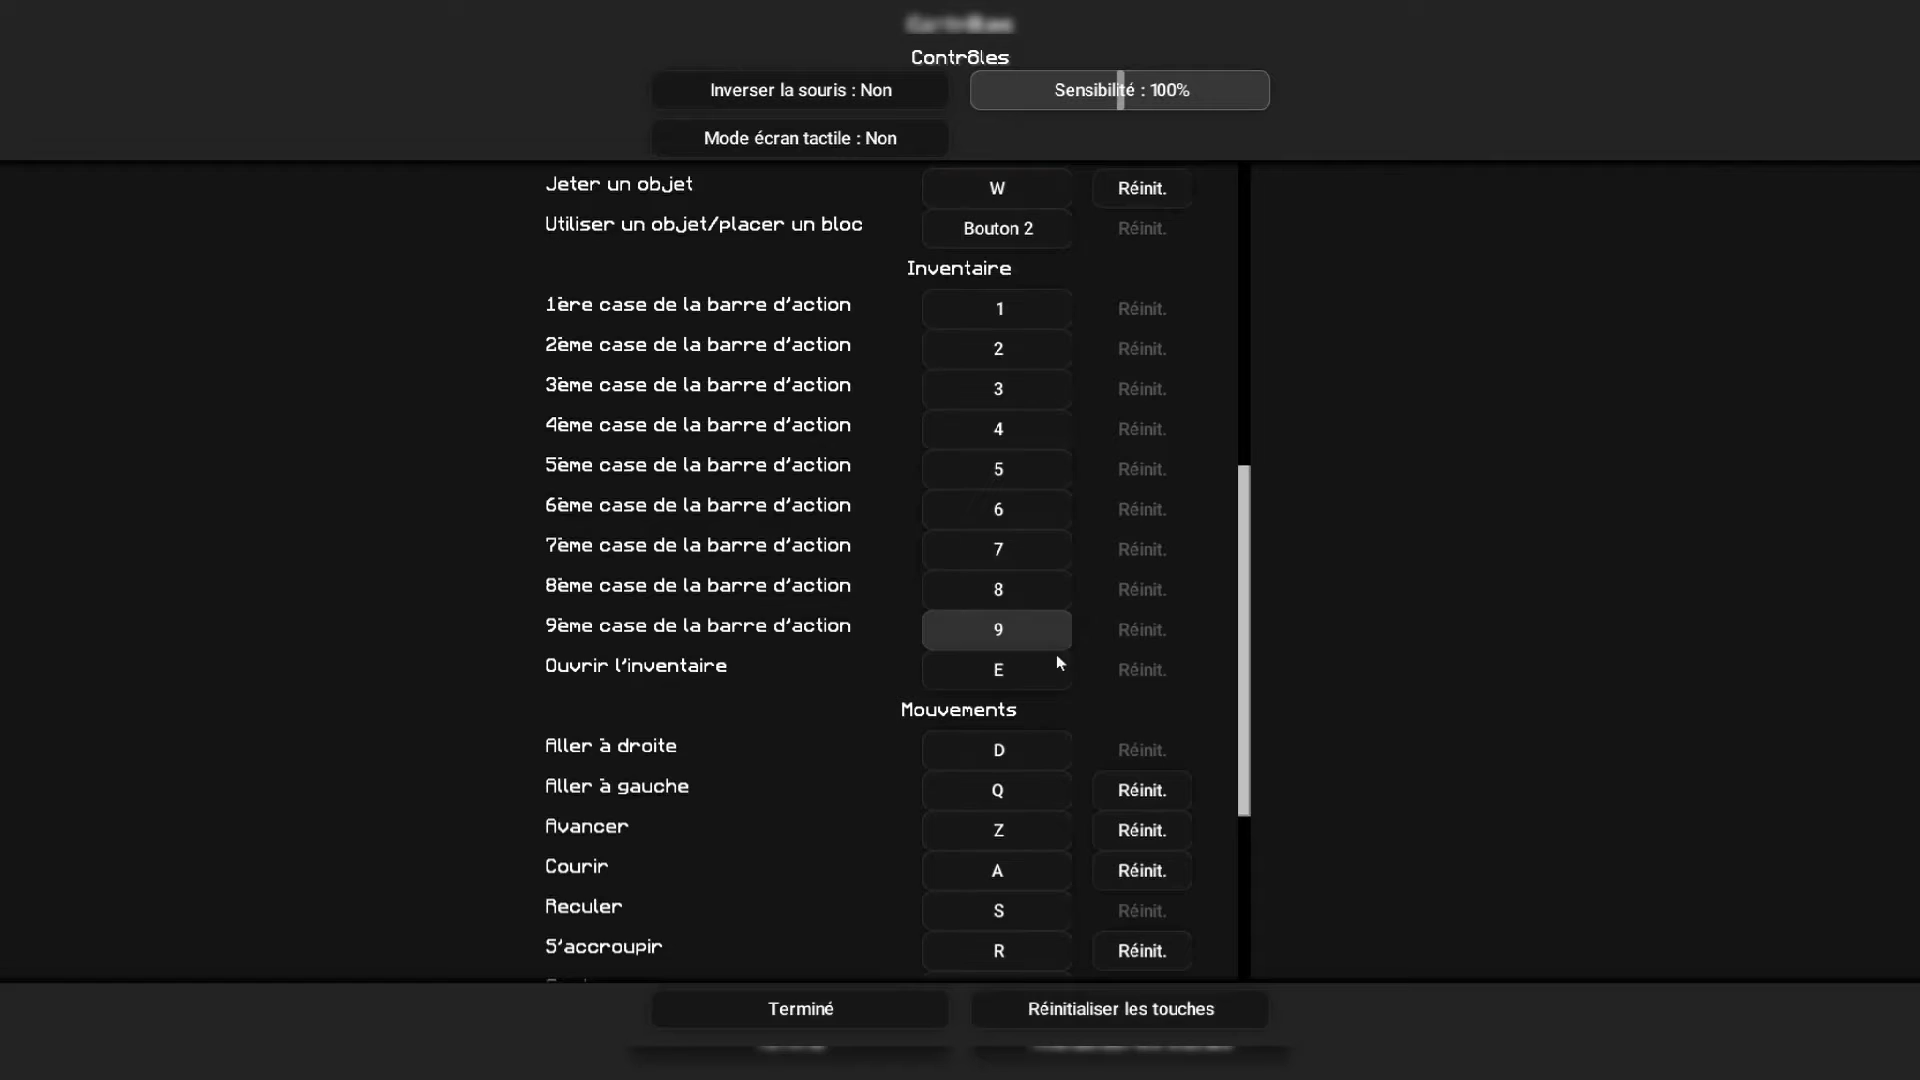 Contrôles
Inverser la souris : Non
Sensibilité : 100%
Mode écran tactile : Non
Jeter un objet W Réinit.
Utiliser un objet/placer un bloc Bouton 2 Réinit.
Inventaire
1ère case de la barre d'action 1 Réinit.
2ème case de la barre d'action 2 Réinit.
3ème case de la barre d'action 3 Réinit.
4ème case de la barre d'action 4 Réinit.
5ème case de la barre d'action 5 Réinit.
6ème case de la barre d'action 6 Réinit.
7ème case de la barre d'action 7 Réinit.
8ème case de la barre d'action 8 Réinit.
9ème case de la barre d'action 9 Réinit.
Ouvrir l'inventaire E Réinit.
Mouvements
Aller à droite D Réinit.
Aller à gauche Q Réinit.
Avancer Z Réinit.
Courir A Réinit.
Reculer S Réinit.
S'accroupir R Réinit.
Terminé
Réinitialiser les touches